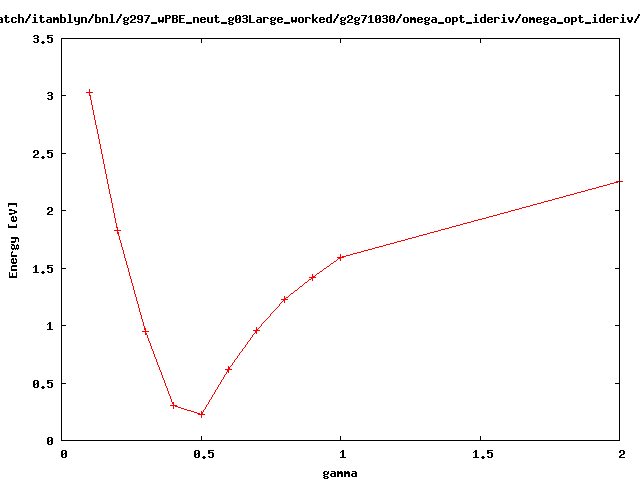 atch/itamblyn/bnl/g297_wPBE_neut_g03Large_worked/g2g71030/omega_opt_ideriv/omega_opt_ideriv/
3.5
3
2.5
2
1.5
1
0.5
0
Energy [eV]
0 0.5 1 1.5 2
gamma